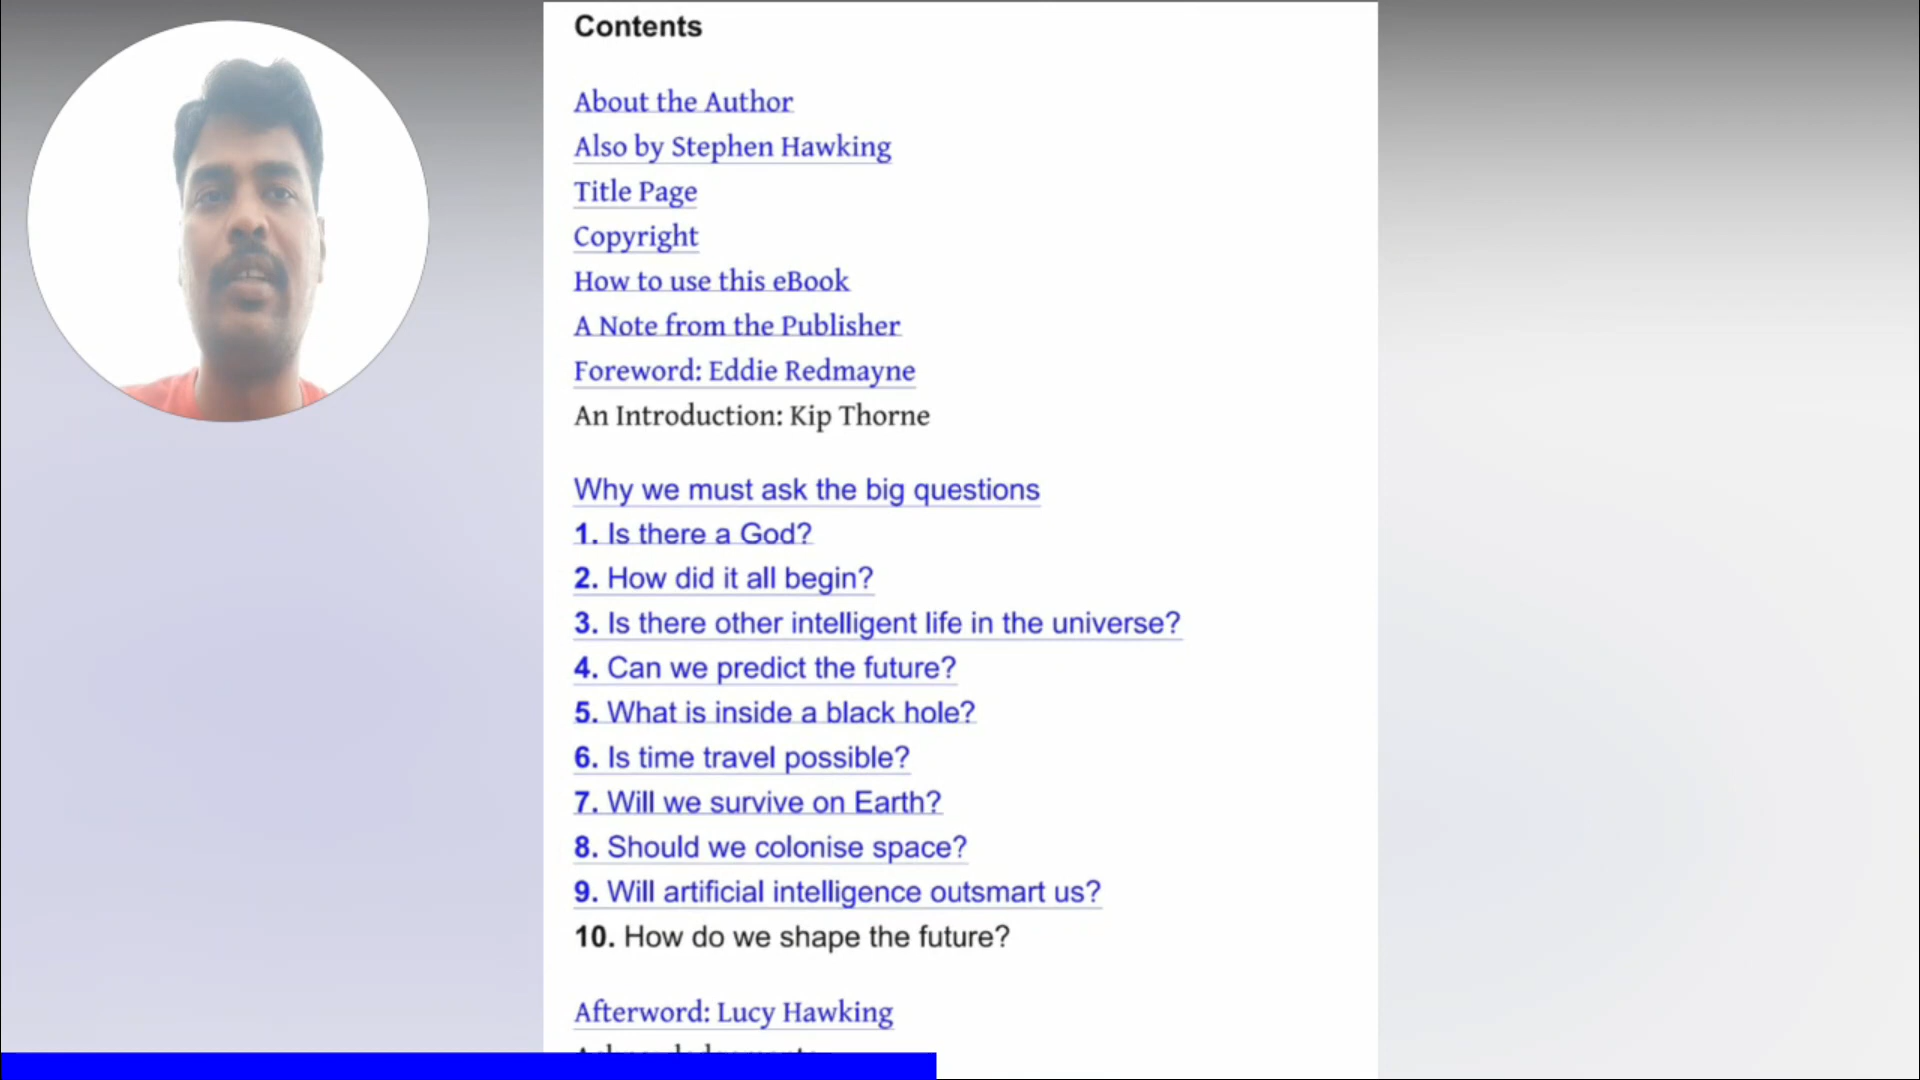 Contents
About the Author
Also by Stephen Hawking
Title Page
Copyright
How to use this eBook
A Note from the Publisher
Foreword: Eddie Redmayne
An Introduction: Kip Thorne
Why we must ask the big questions
1. Is there a God?
2. How did it all begin?
3. Is there other intelligent life in the universe?
4. Can we predict the future?
5. What is inside a black hole?
6. Is time travel possible?
7. Will we survive on Earth?
8. Should we colonise space?
9. Will artificial intelligence outsmart us?
10. How do we shape the future?
Afterword: Lucy Hawking